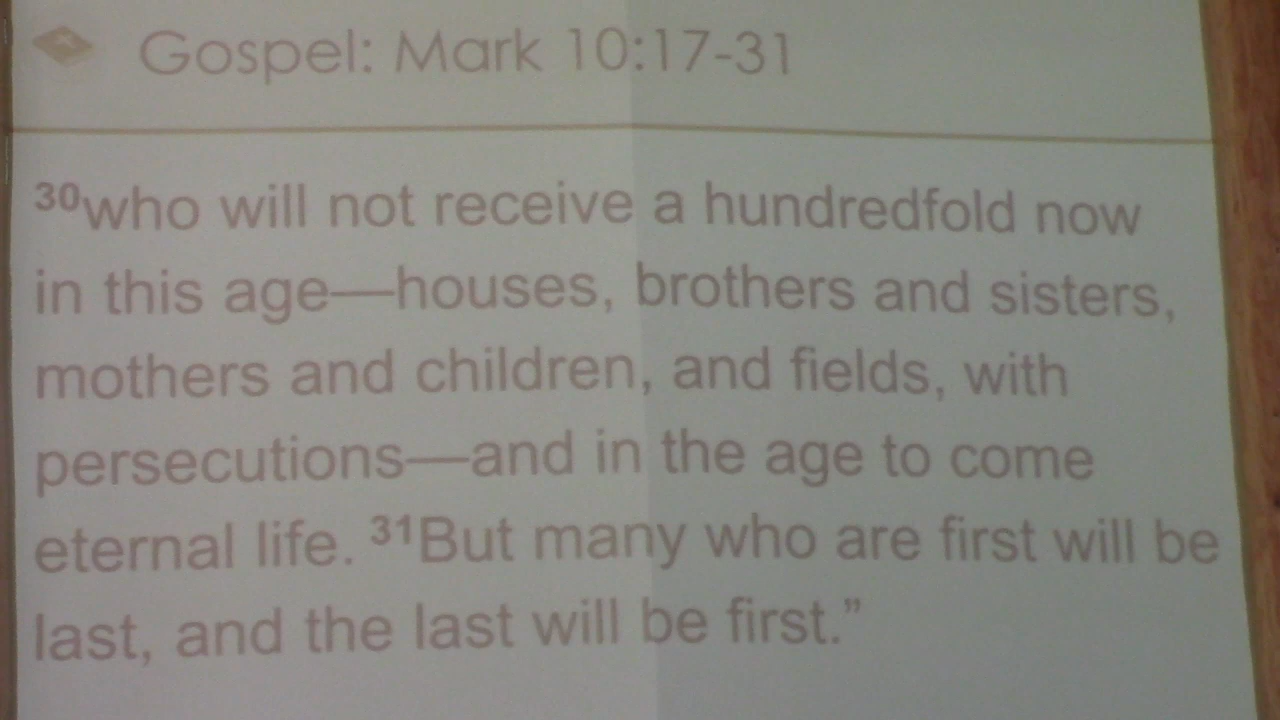 Gospel: Mark 10:17-31
30who will not receive a hundredfold now
in this age—houses, brothers and sisters,
mothers and children, and fields, with
persecutions—and in the age to come
eternal life. 31But many who are first will be
last, and the last will be first.”